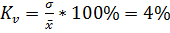 K_v = σ/x̄ * 100% = 4%